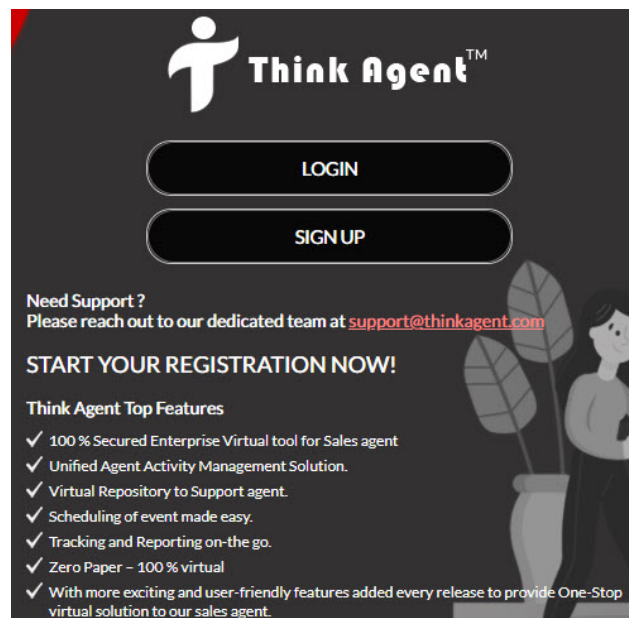 Think Agent™
LOGIN
SIGN UP
Need Support ?
Please reach out to our dedicated team at support@thinkagent.com
START YOUR REGISTRATION NOW!
Think Agent Top Features
100 % Secured Enterprise Virtual tool for Sales agent
Unified Agent Activity Management Solution.
Virtual Repository to Support agent.
Scheduling of event made easy.
Tracking and Reporting on-the go.
Zero Paper – 100 % virtual
With more exciting and user-friendly features added every release to provide One-Stop
virtual solution to our sales agent.